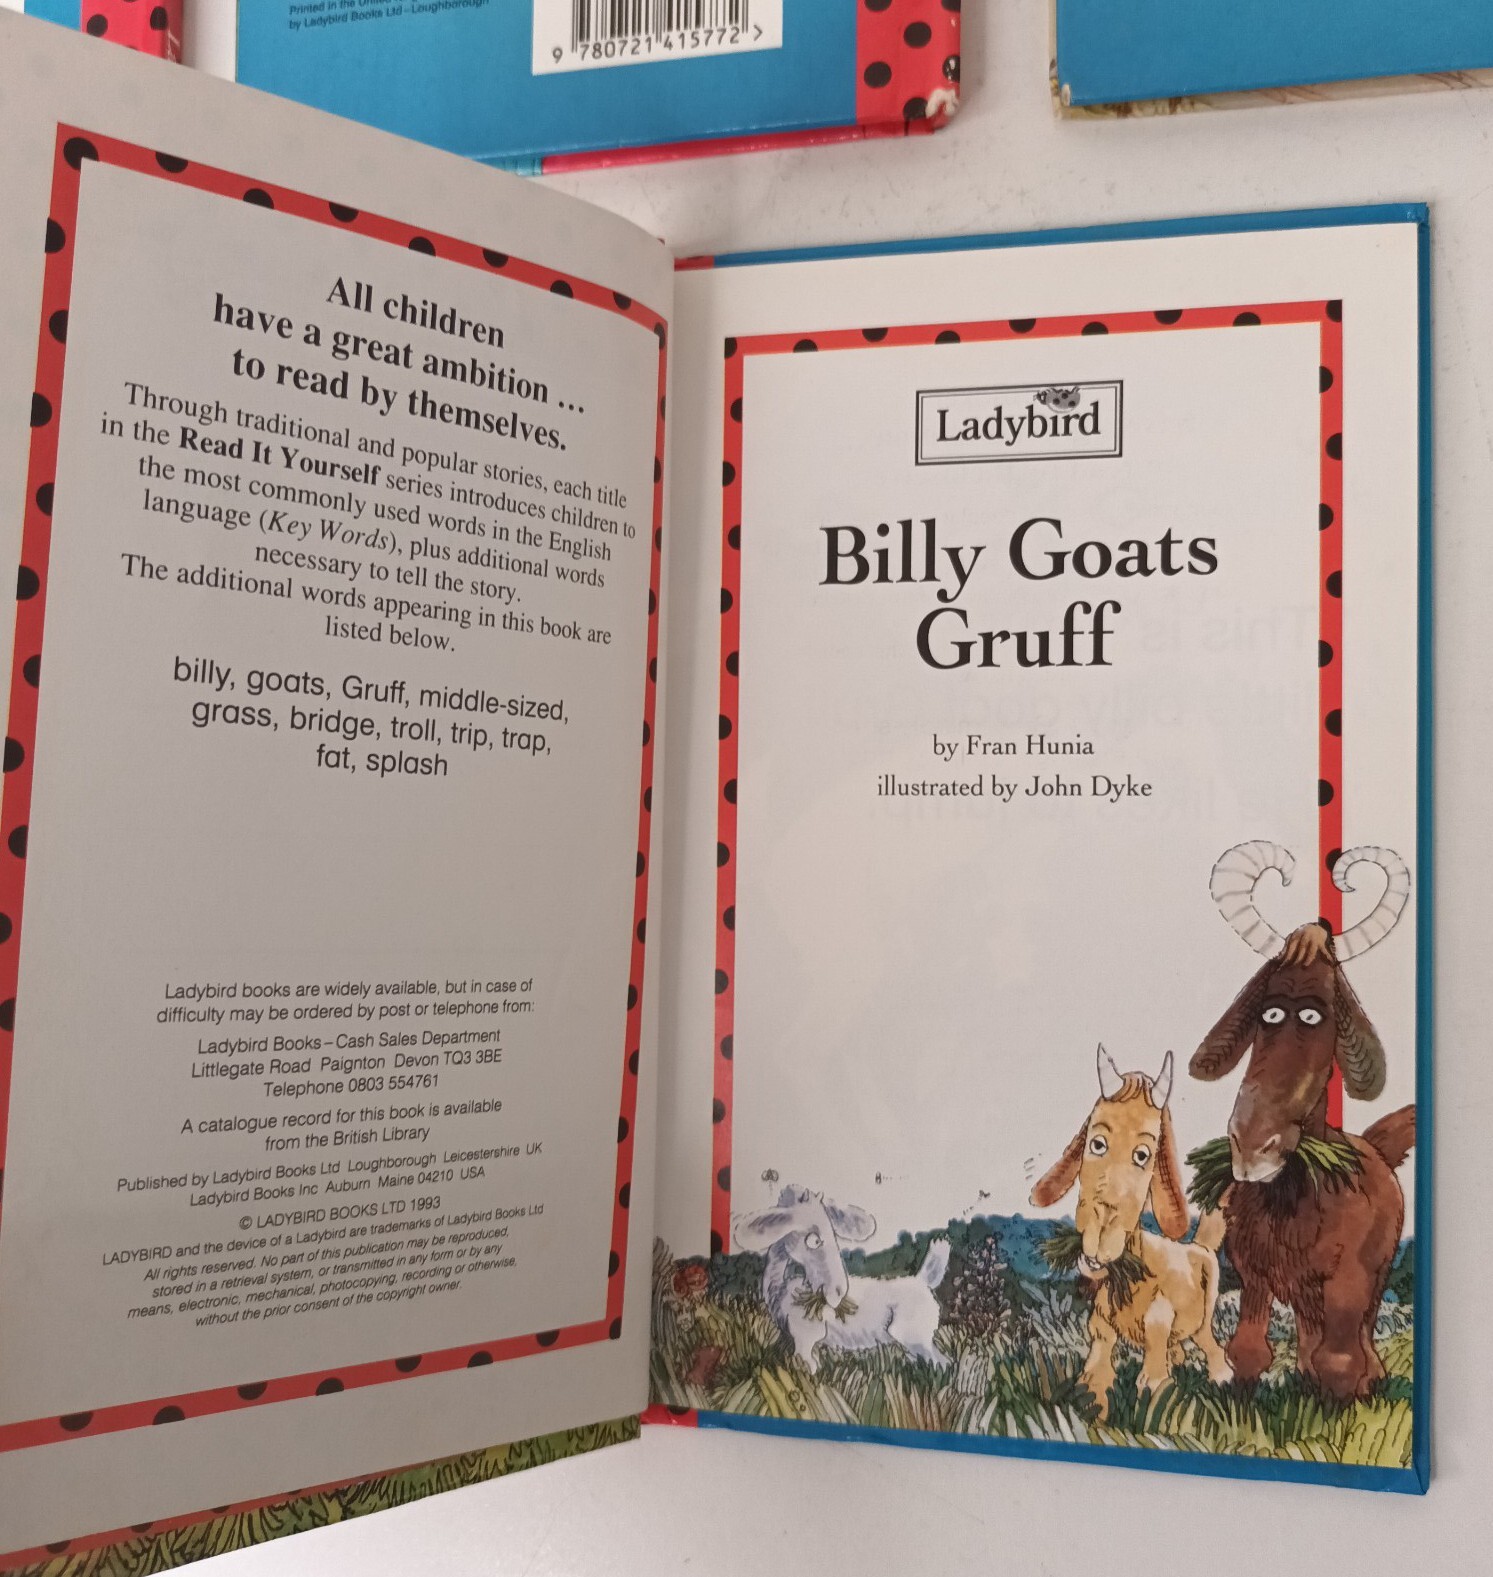 Printed in the
by Ladybird Books Ltd – Loughborough
9 780721 415772 >
All children
have a great ambition ...
to read by themselves.
Through traditional and popular stories, each title
in the Read It Yourself series introduces children to
the most commonly used words in the English
language (Key Words), plus additional words
necessary to tell the story.
The additional words appearing in this book are
listed below.
billy, goats, Gruff, middle-sized,
grass, bridge, troll, trip, trap,
fat, splash
Ladybird books are widely available, but in case of
difficulty may be ordered by post or telephone from:
Ladybird Books – Cash Sales Department
Littlegate Road Paignton Devon TQ3 3BE
Telephone 0803 554761
A catalogue record for this book is available
from the British Library
Published by Ladybird Books Ltd Loughborough Leicestershire UK
Ladybird Books Inc Auburn Maine 04210 USA
© LADYBIRD BOOKS LTD 1993
LADYBIRD and the device of a Ladybird are trademarks of Ladybird Books Ltd
All rights reserved. No part of this publication may be reproduced,
stored in a retrieval system, or transmitted in any form or by any
means, electronic, mechanical, photocopying, recording or otherwise,
without the prior consent of the copyright owner.
Ladybird
Billy Goats
Gruff
by Fran Hunia
illustrated by John Dyke